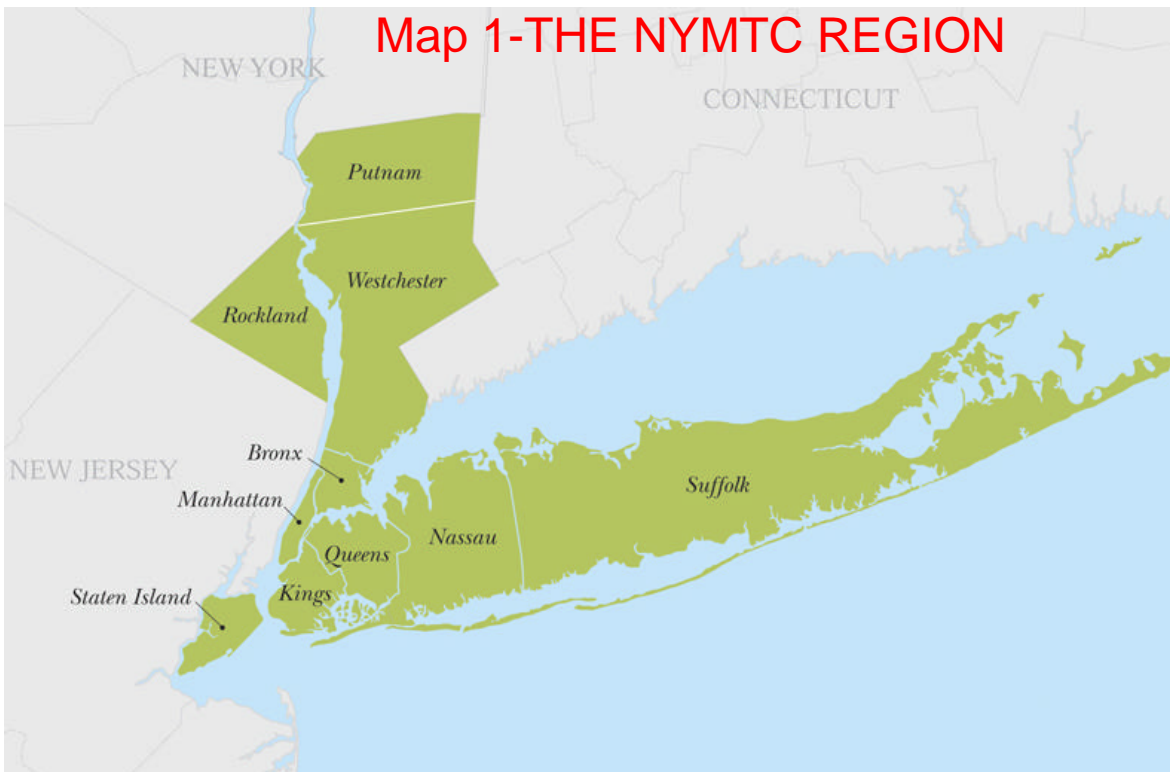 Map 1-THE NYMTC REGION
NEW YORK
CONNECTICUT
Putnam
Westchester
Rockland
Bronx
NEW JERSEY
Manhattan
Suffolk
Nassau
Queens
Kings
Staten Island